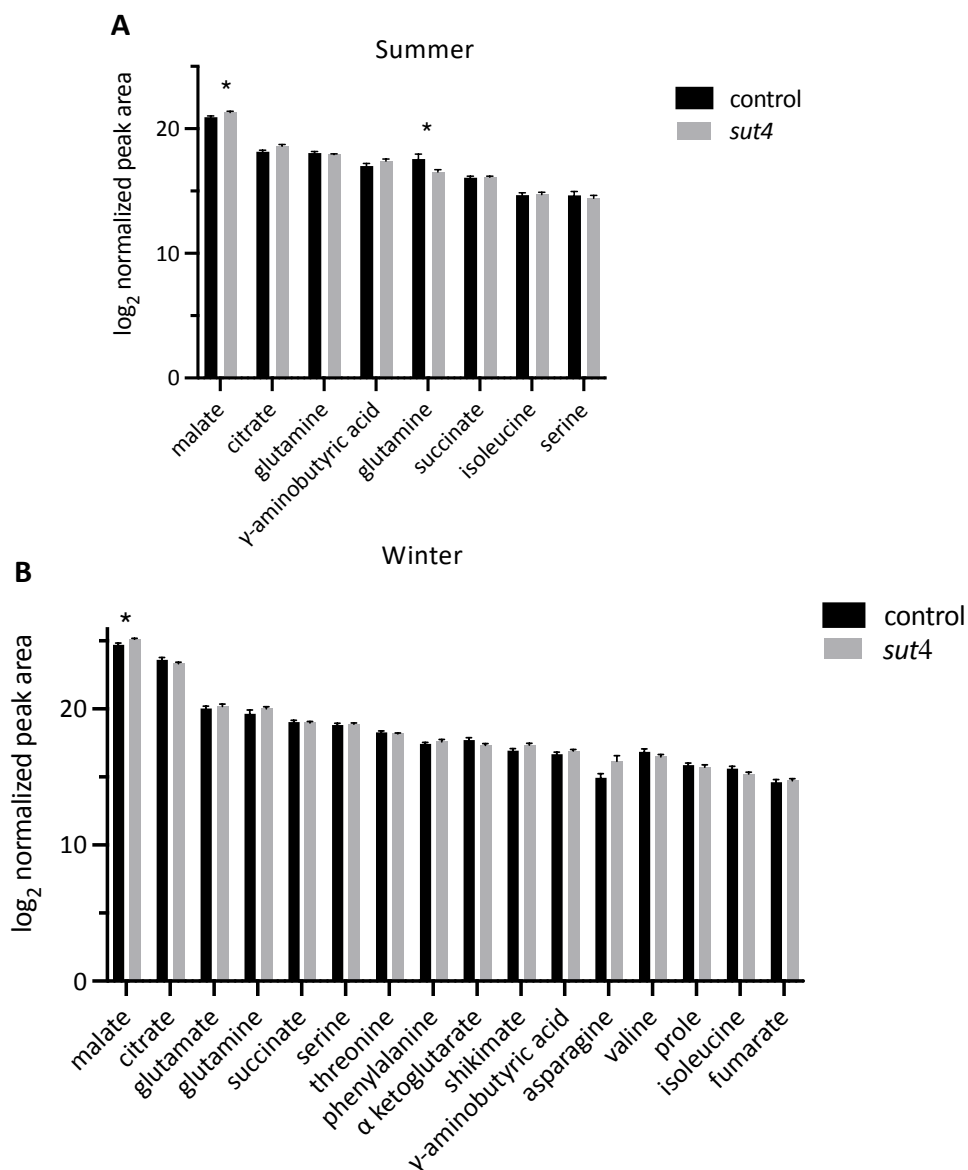 A
Summer
control
sut4
*
*
log₂ normalized peak area
20
10
0
malate
citrate
glutamine
γ-aminobutyric acid
glutamine
succinate
isoleucine
serine
B
Winter
control
sut4
*
log₂ normalized peak area
20
10
0
malate
citrate
glutamate
glutamine
succinate
serine
threonine
phenylalanine
α ketoglutarate
shikimate
γ-aminobutyric acid
asparagine
valine
prole
isoleucine
fumarate